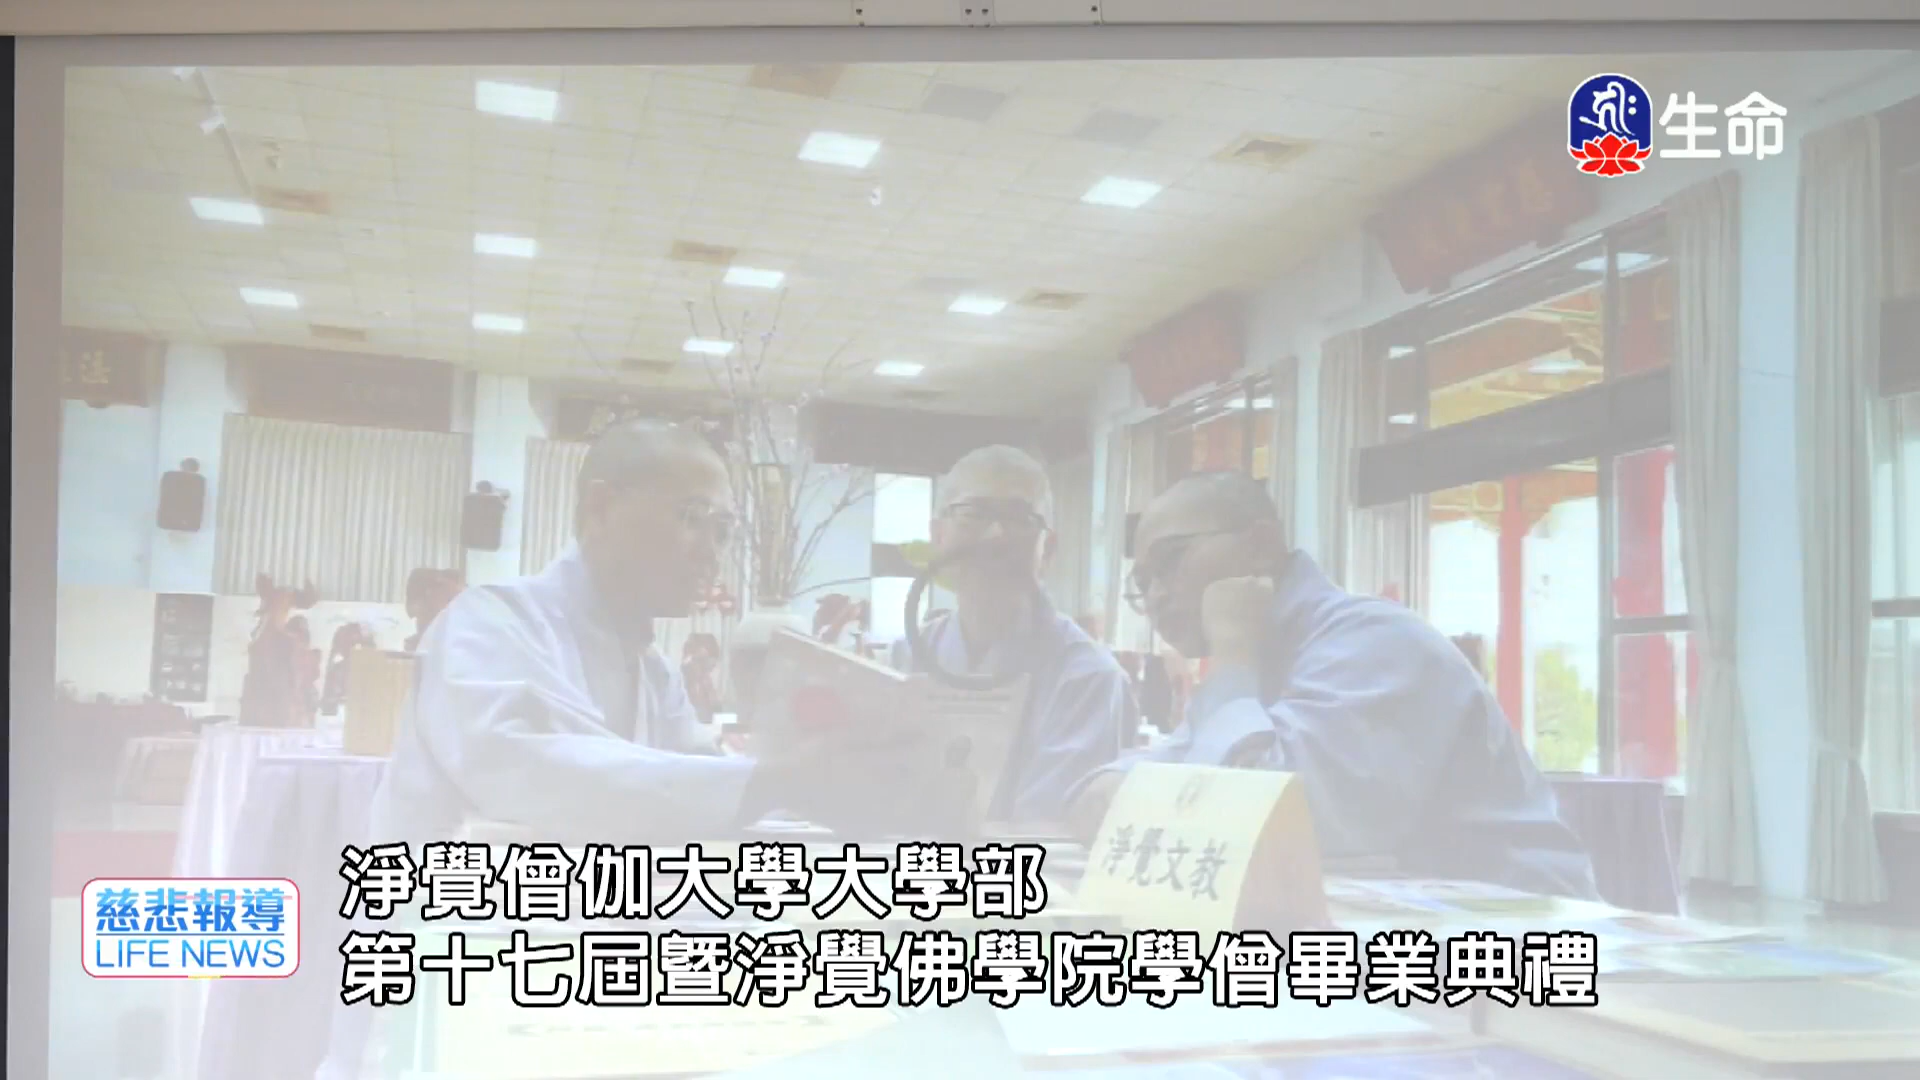 生命
淨覺文教
淨覺僧伽大學大學部
第十七屆暨淨覺佛學院學僧畢業典禮
慈悲報導
LIFE NEWS